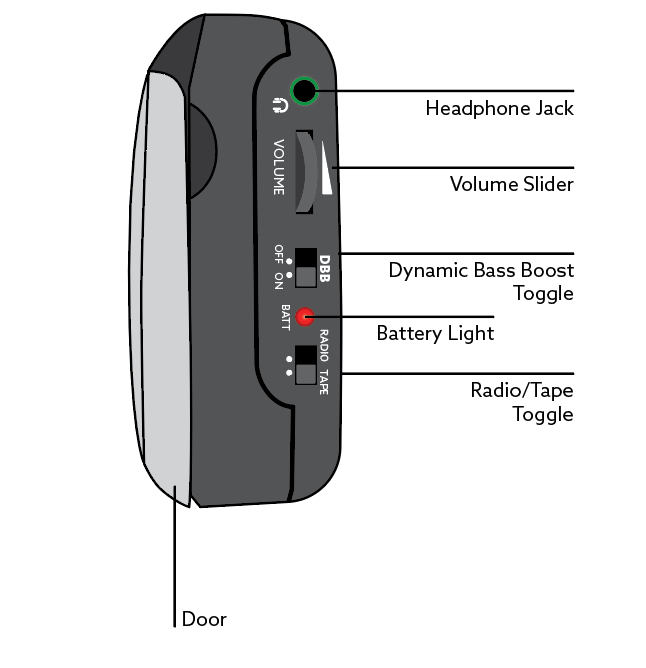 Headphone Jack
VOLUME
Volume Slider
OFF ON
DBB
Dynamic Bass Boost
Toggle
BATT
Battery Light
RADIO TAPE
Radio/Tape
Toggle
Door